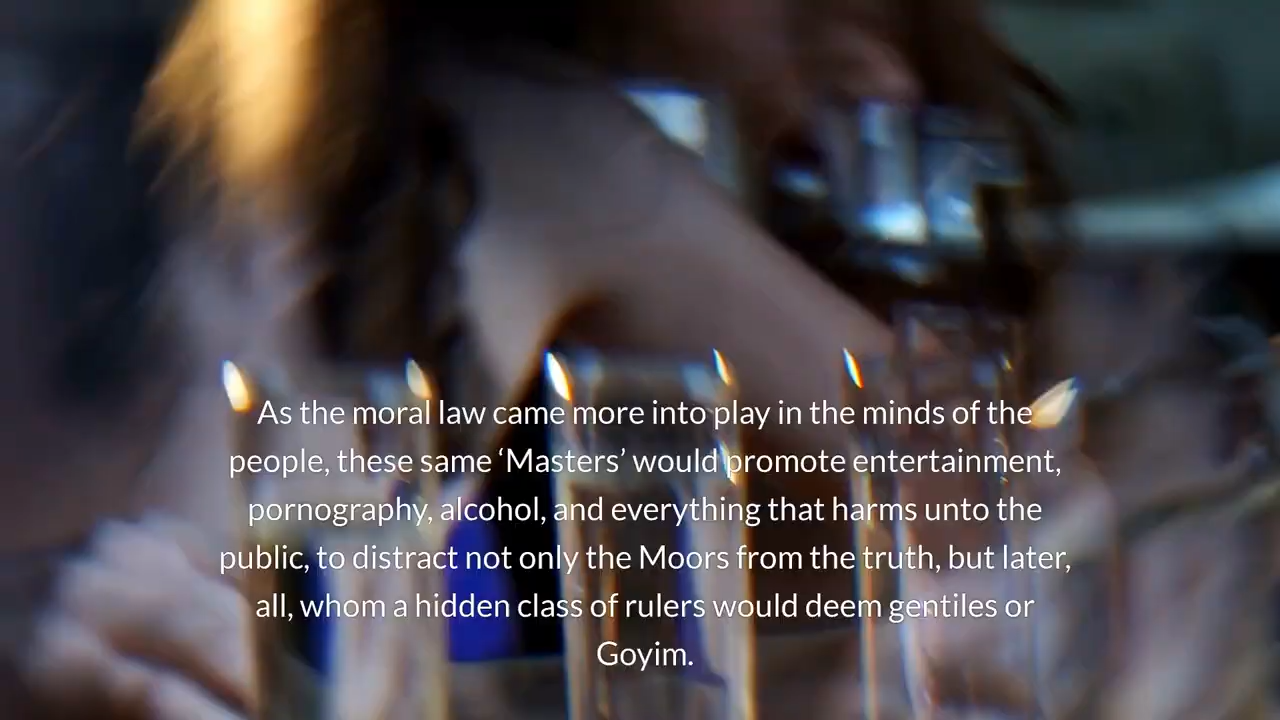 As the moral law came more into play in the minds of the
people, these same ‘Masters’ would promote entertainment,
pornography, alcohol, and everything that harms unto the
public, to distract not only the Moors from the truth, but later,
all, whom a hidden class of rulers would deem gentiles or
Goyim.